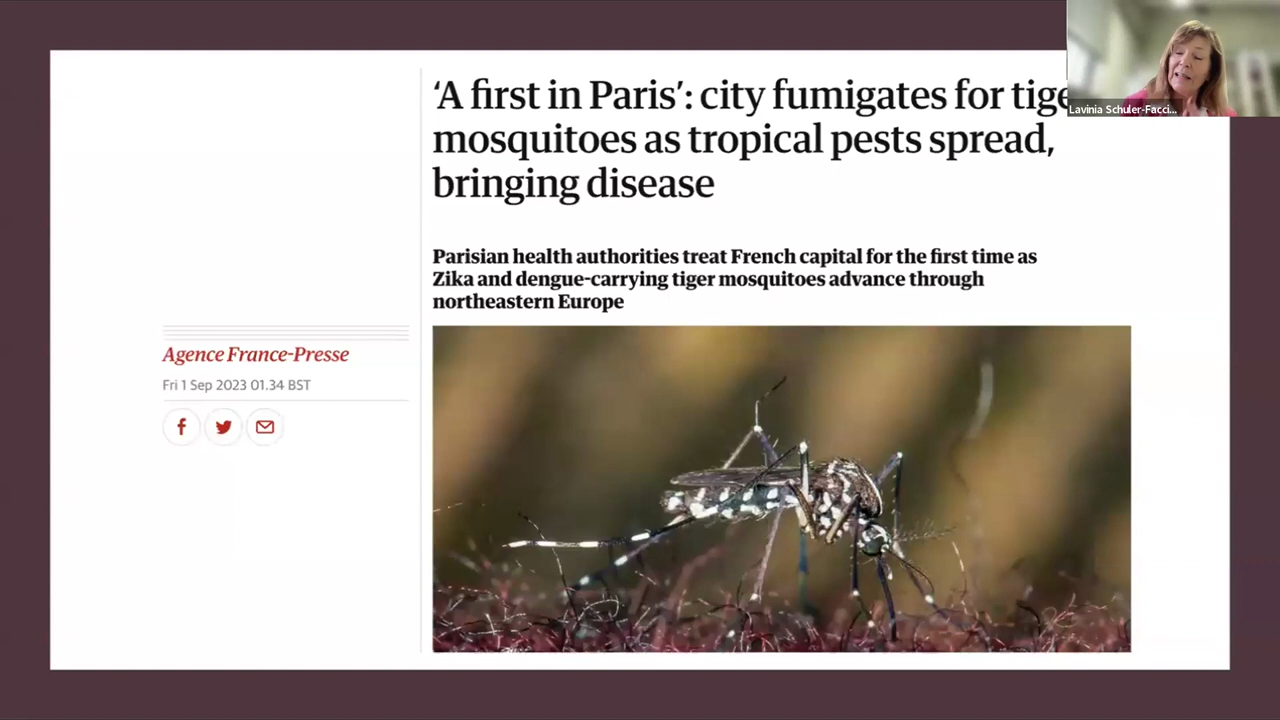 ‘A first in Paris’: city fumigates for
mosquitoes as tropical pests spread,
bringing disease
Lavinia Schuler-Facci...
Parisian health authorities treat French capital for the first time as
Zika and dengue-carrying tiger mosquitoes advance through
northeastern Europe
Agence France-Presse
Fri 1 Sep 2023 01.34 BST